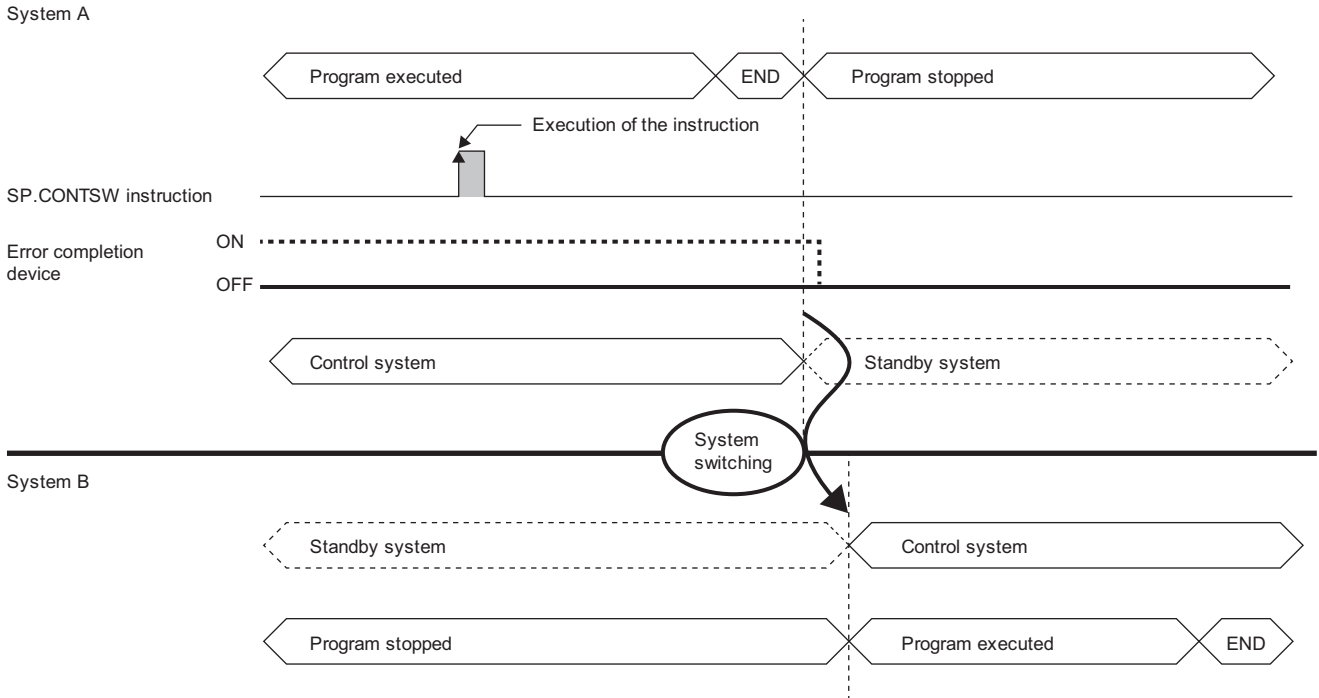 System A
Program executed
END
Program stopped
Execution of the instruction
SP.CONTSW instruction
Error completion
device
ON
OFF
Control system
Standby system
System
switching
System B
Standby system
Control system
Program stopped
Program executed
END